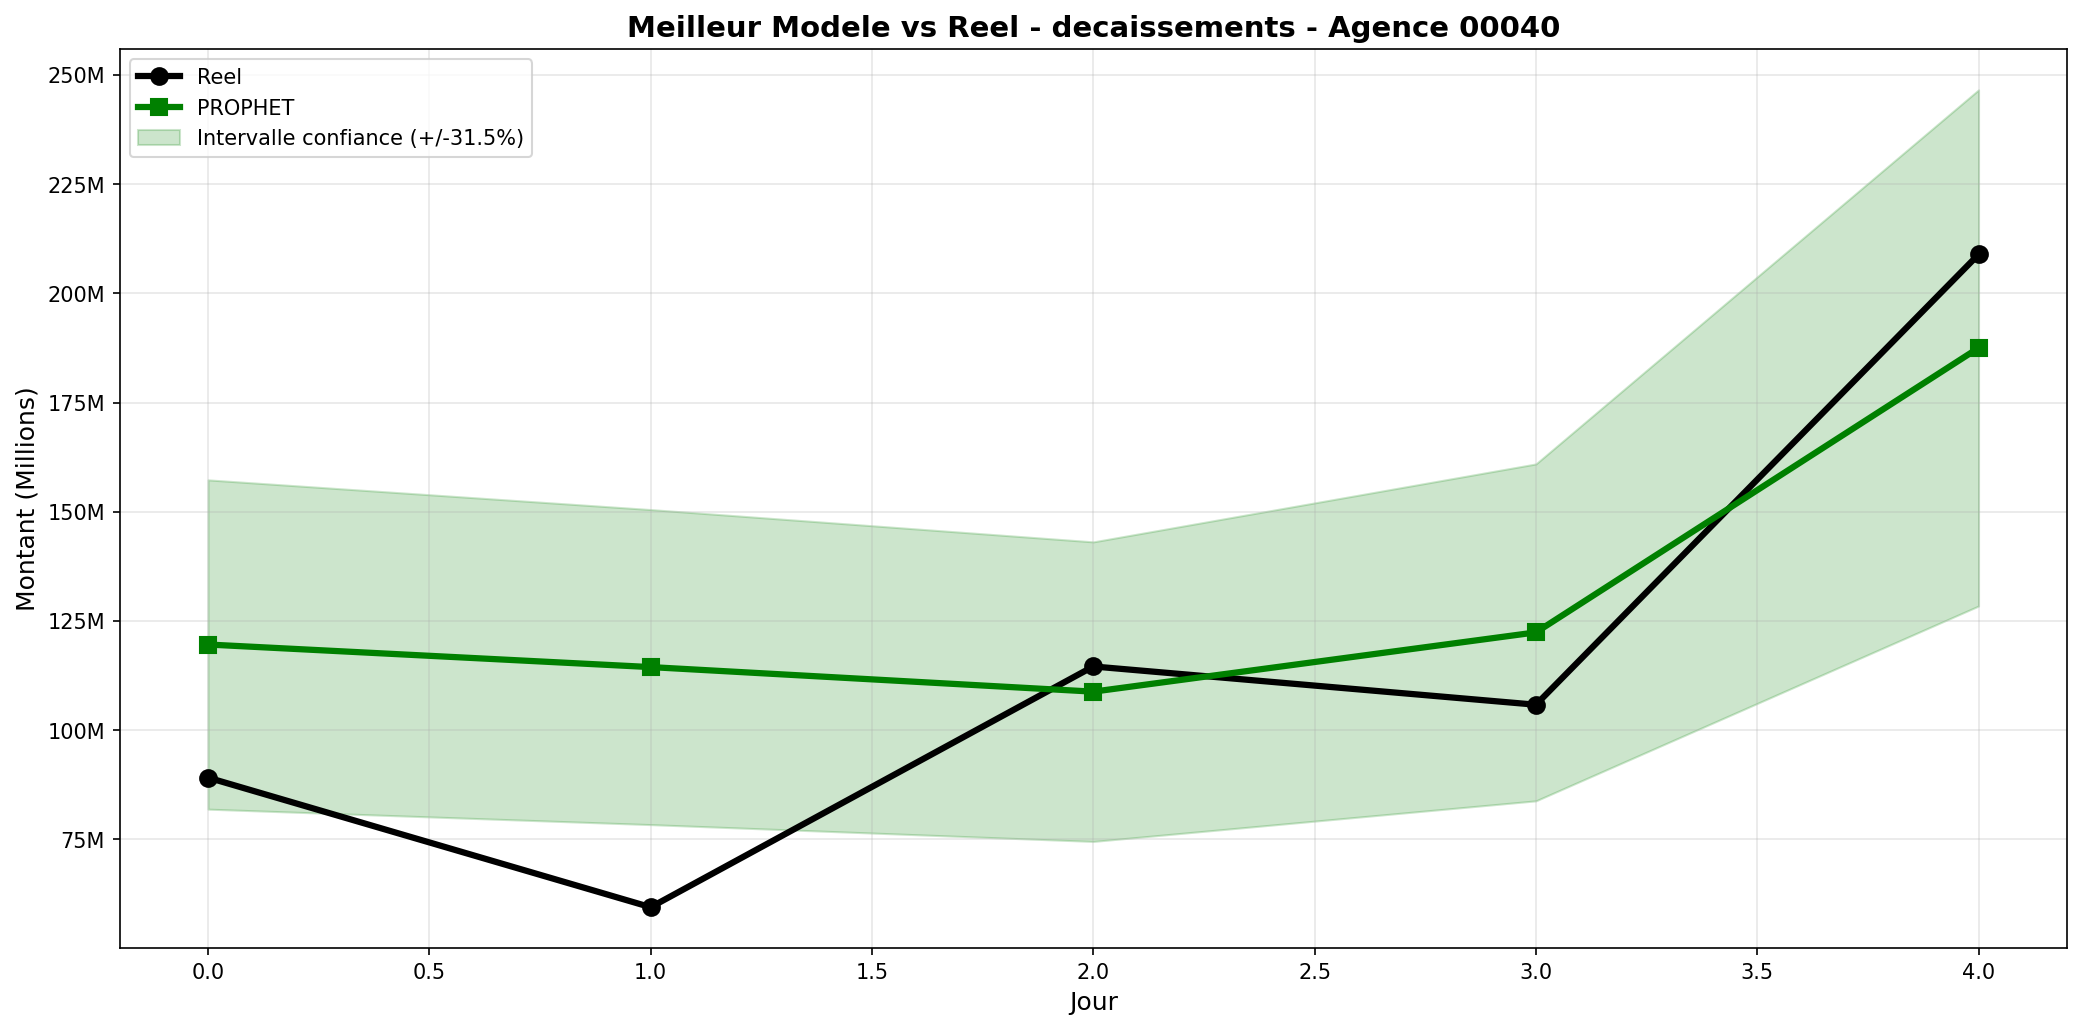 Meilleur Modele vs Reel - decaissements - Agence 00040
Reel
PROPHET
Intervalle confiance (+/-31.5%)
Montant (Millions)
250M
225M
200M
175M
150M
125M
100M
75M
0.0 0.5 1.0 1.5 2.0 2.5 3.0 3.5 4.0
Jour